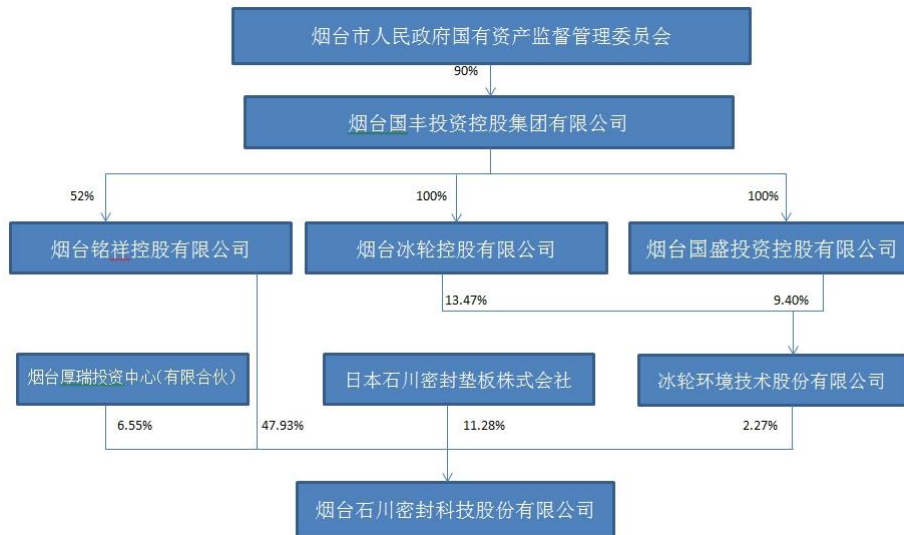 烟台市人民政府国有资产监督管理委员会
90%
烟台国丰投资控股集团有限公司
52%
100%
100%
烟台铭祥控股有限公司
烟台冰轮控股有限公司
烟台国盛投资控股有限公司
13.47%
9.40%
烟台厚瑞投资中心(有限合伙)
日本石川密封垫板株式会社
冰轮环境技术股份有限公司
6.55%
47.93%
11.28%
2.27%
烟台石川密封科技股份有限公司